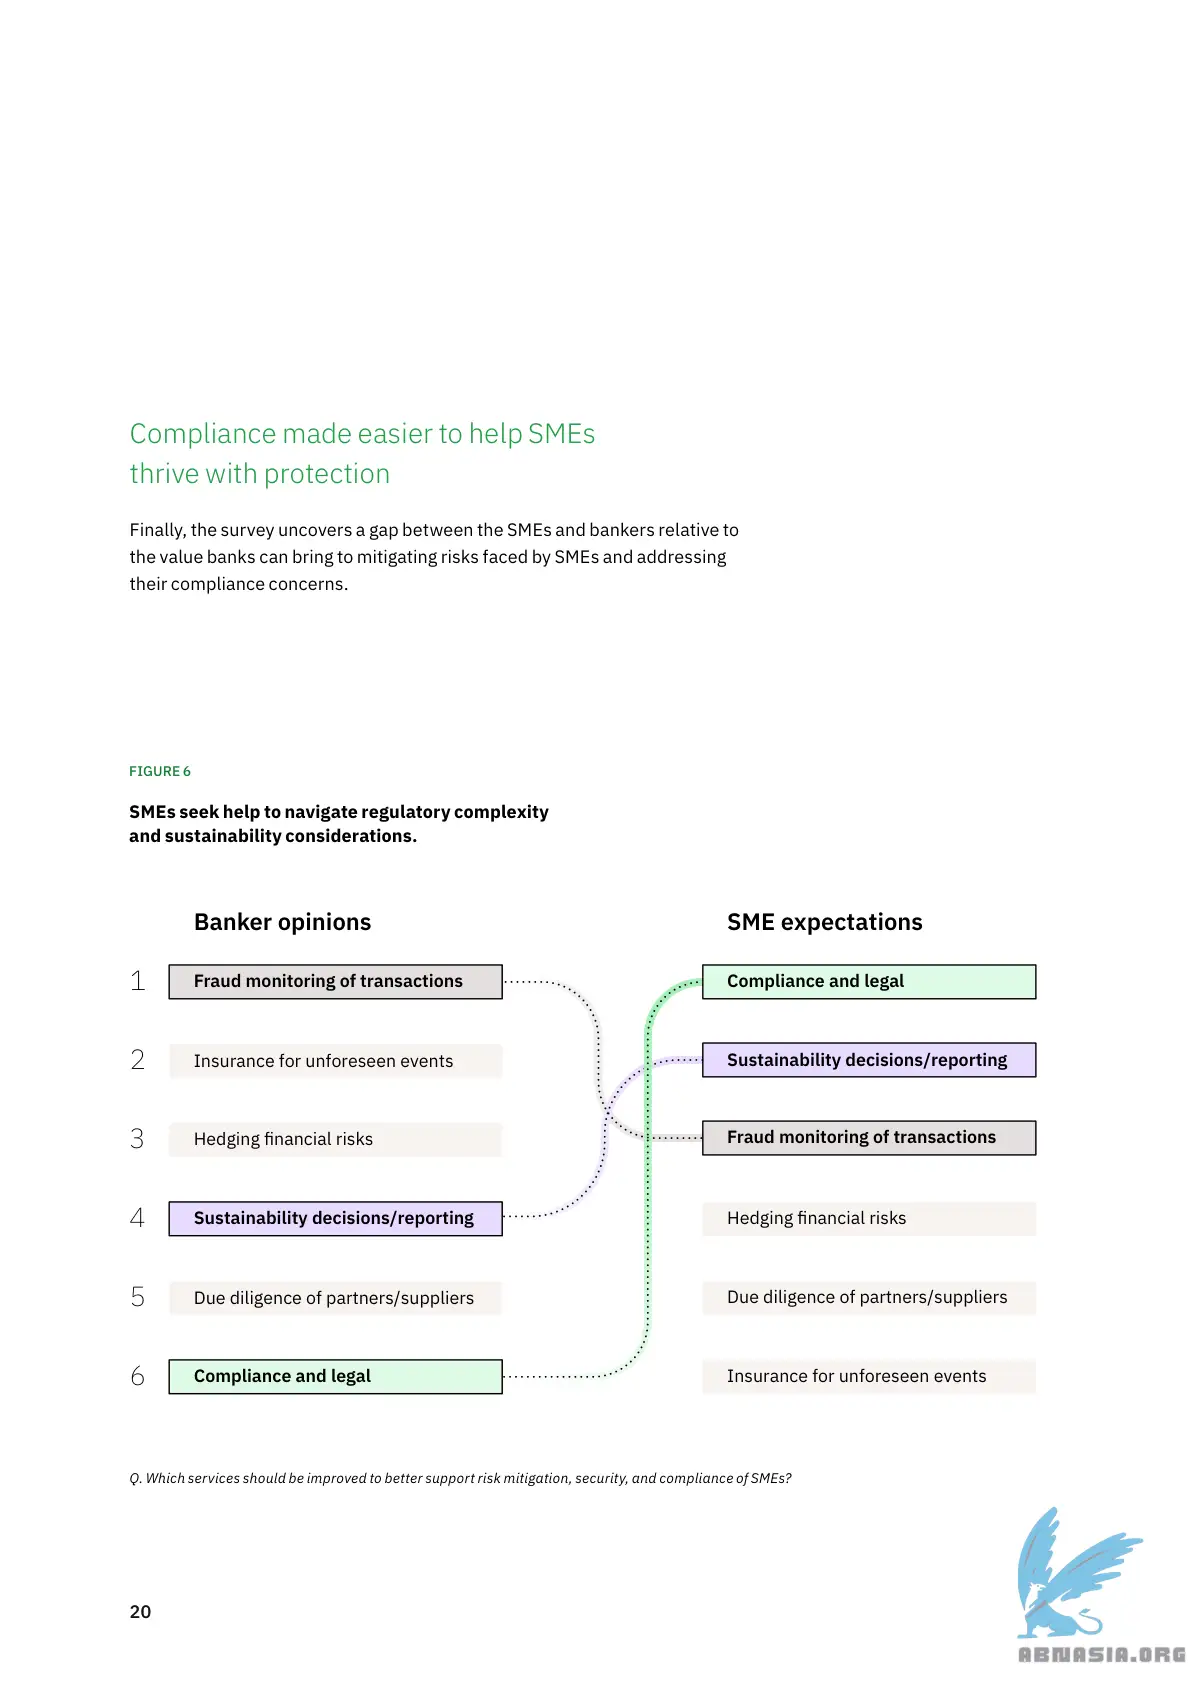 Compliance made easier to help SMEs
thrive with protection
Finally, the survey uncovers a gap between the SMEs and bankers relative to
the value banks can bring to mitigating risks faced by SMEs and addressing
their compliance concerns.
FIGURE 6
SMEs seek help to navigate regulatory complexity
and sustainability considerations.
Banker opinions
SME expectations
1
Fraud monitoring of transactions
Compliance and legal
2
Insurance for unforeseen events
Sustainability decisions/reporting
3
Hedging financial risks
Fraud monitoring of transactions
4
Sustainability decisions/reporting
Hedging financial risks
5
Due diligence of partners/suppliers
Due diligence of partners/suppliers
6
Compliance and legal
Insurance for unforeseen events
Q. Which services should be improved to better support risk mitigation, security, and compliance of SMEs?
20
ABNASIA.ORG